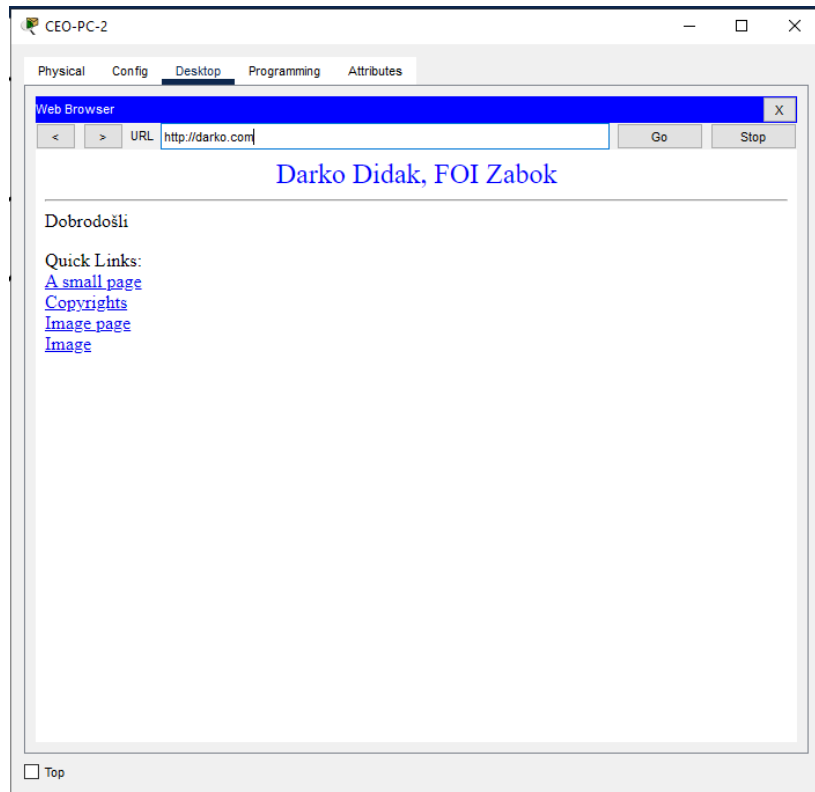 CEO-PC-2
Physical Config Desktop Programming Attributes
Web Browser X
< > URL http://darko.com Go Stop
Darko Didak, FOI Zabok
Dobrodošli
Quick Links:
A small page
Copyrights
Image page
Image
Top